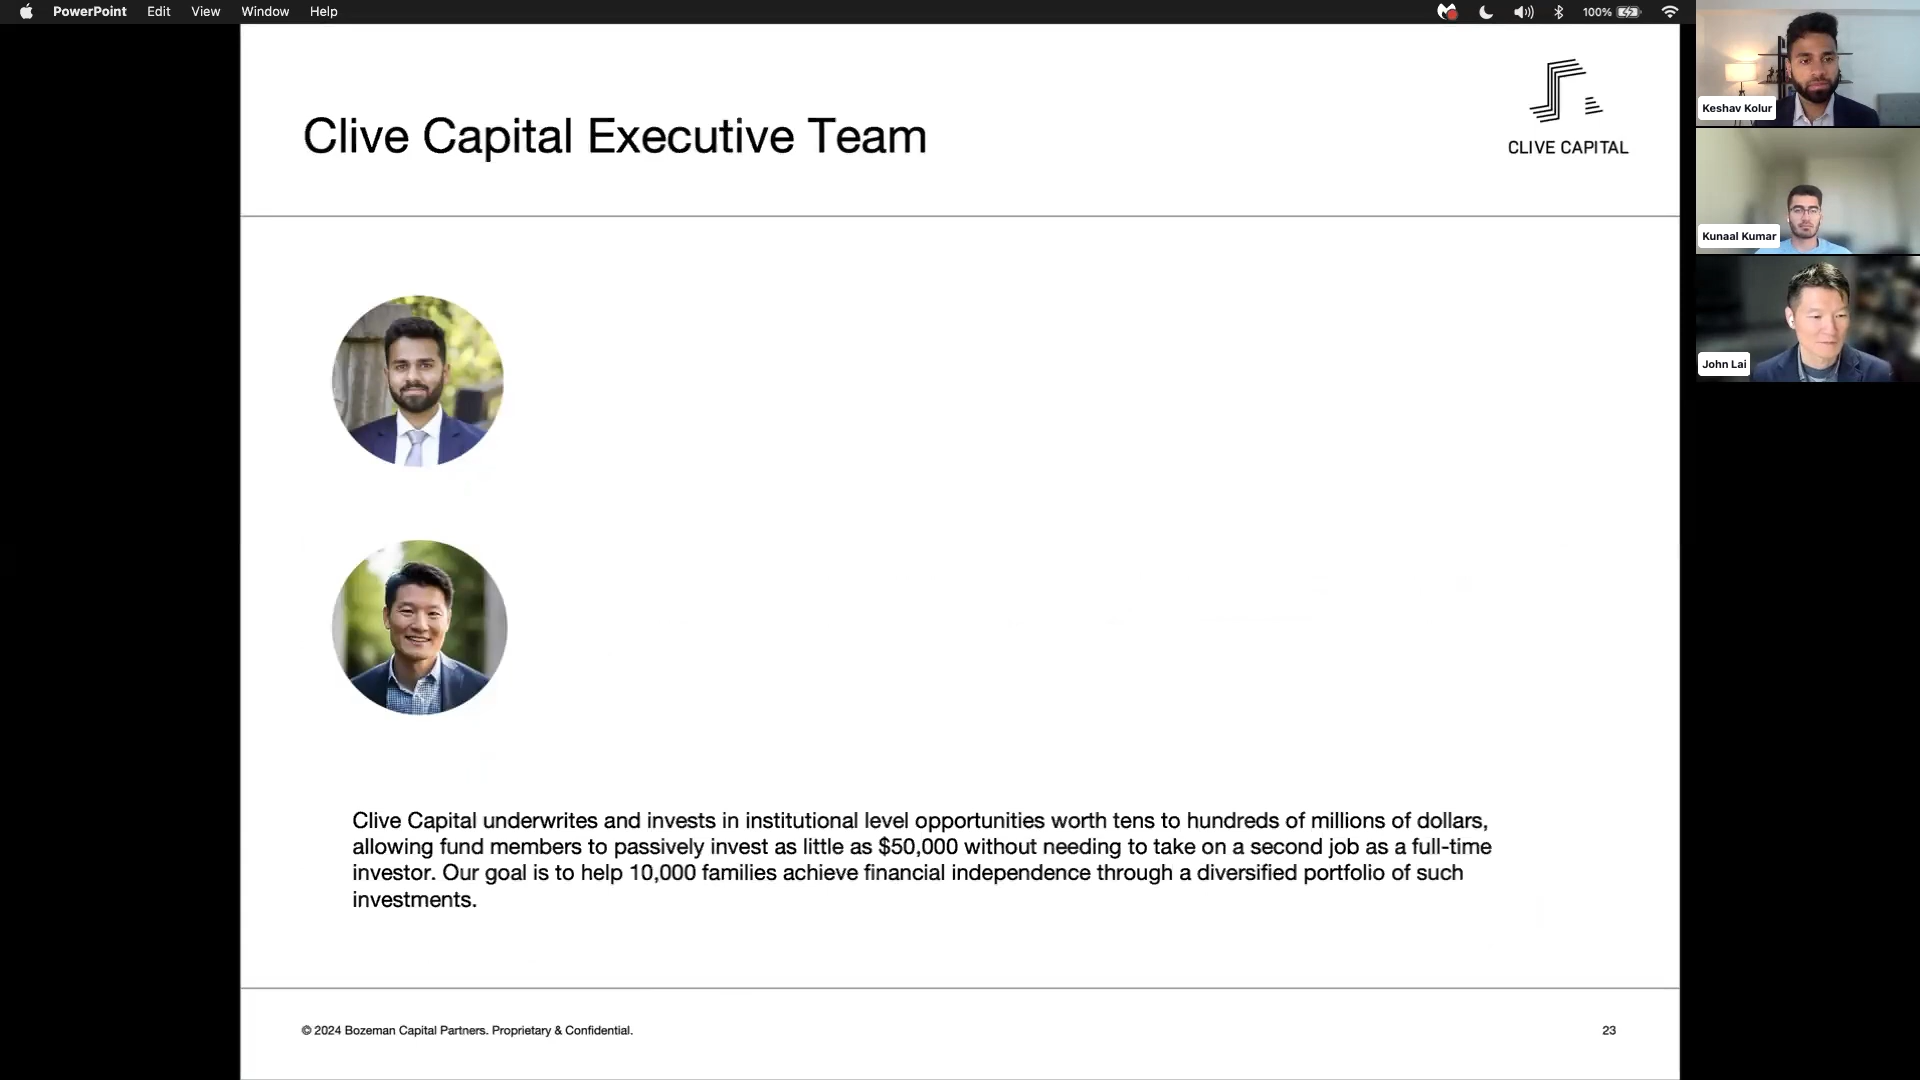 PowerPoint Edit View Window Help
100%
Clive Capital Executive Team
CLIVE CAPITAL
Keshav Kolur
Kunaal Kumar
John Lai
Clive Capital underwrites and invests in institutional level opportunities worth tens to hundreds of millions of dollars,
allowing fund members to passively invest as little as $50,000 without needing to take on a second job as a full-time
investor. Our goal is to help 10,000 families achieve financial independence through a diversified portfolio of such
investments.
© 2024 Bozeman Capital Partners. Proprietary & Confidential.
23